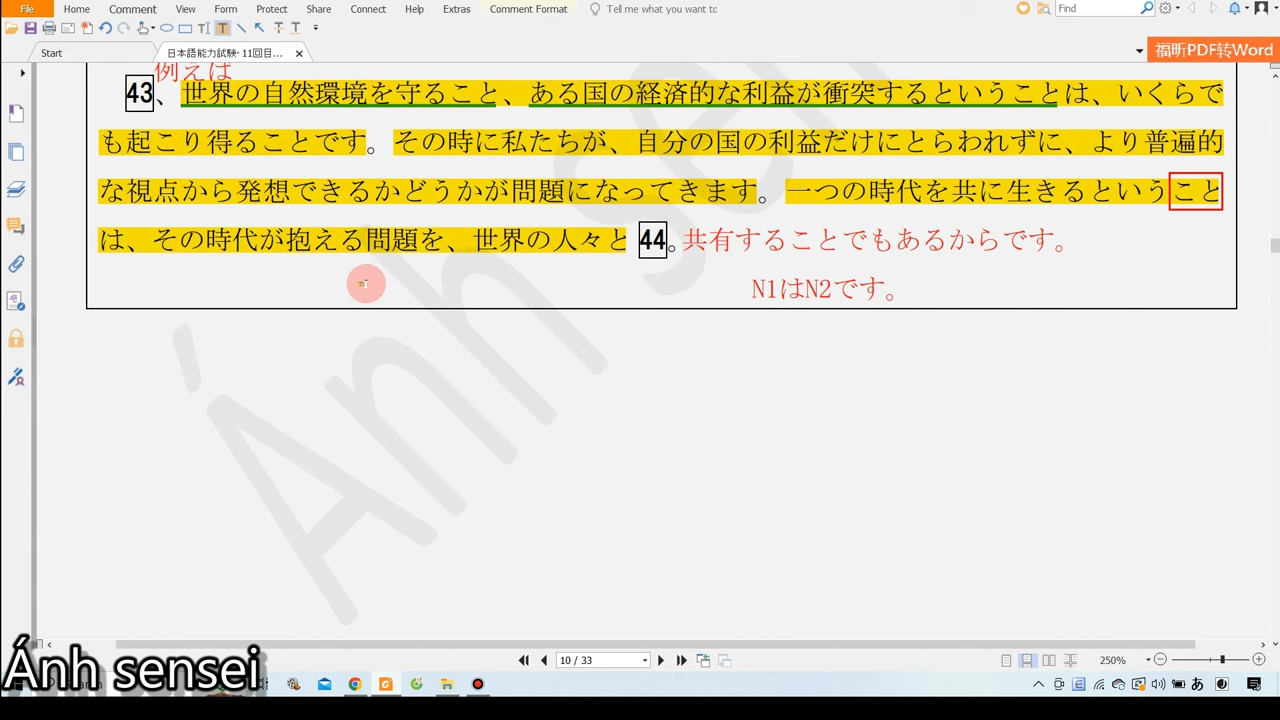 File Home Comment View Form Protect Share Connect Help Extras Comment Format Tell me what you want to Find
Start 日本語能力試験- 11回目... 福昕PDF转Word
例えば
43、世界の自然環境を守ること、ある国の経済的な利益が衝突するということは、いくらで
も起こり得ることです。その時に私たちが、自分の国の利益だけにとらわれずに、より普遍的
な視点から発想できるかどうかが問題になってきます。一つの時代を共に生きるということ
は、その時代が抱える問題を、世界の人々と 44。共有することでもあるからです。
N1はN2です。
Ánh sen
10 / 33 250%
Ánh sensei
あ